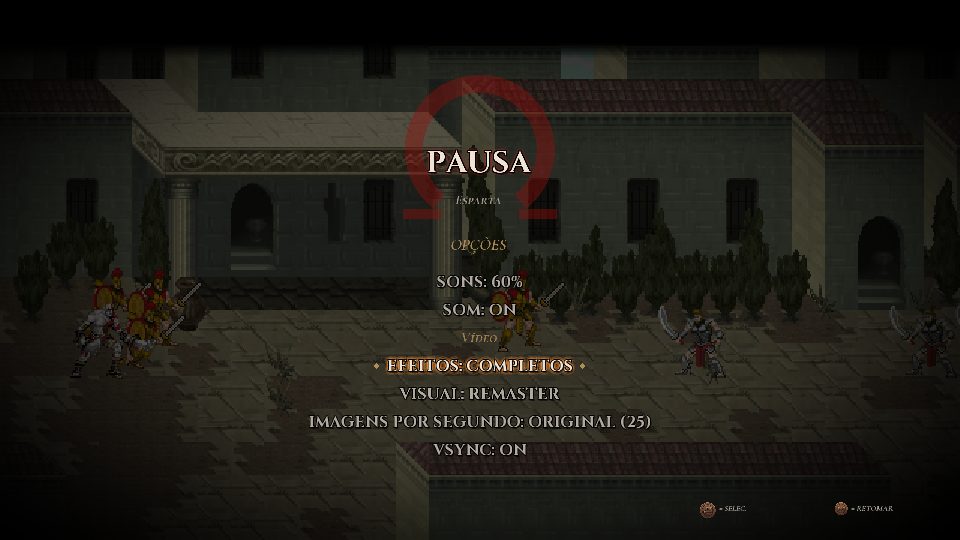 PAUSA
Esparta
OPÇÒES
SONS: 60%
SOM: ON
Vídeo
EFEITOS: COMPLETOS
VISUAL: REMASTER
IMAGENS POR SEGUNDO: ORIGINAL (25)
VSYNC: ON
= SELEC. = RETOMAR